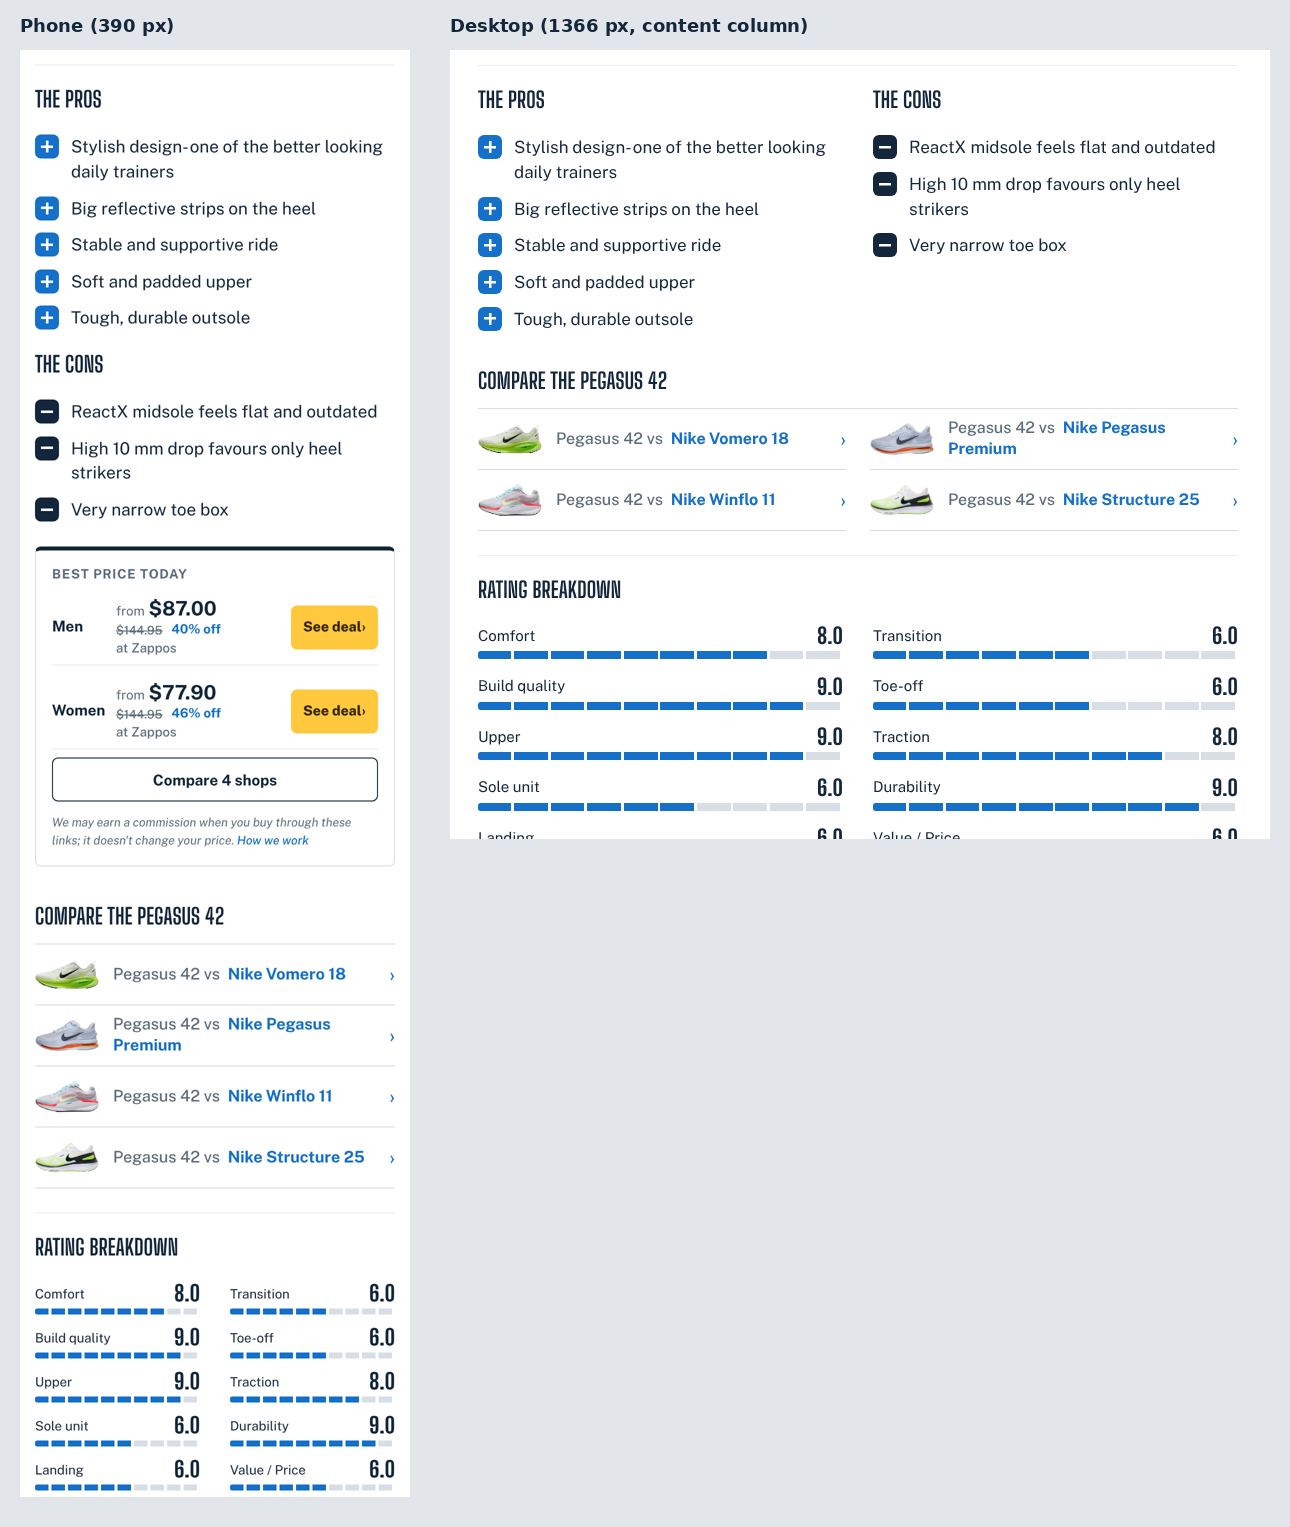 Phone (390 px)
THE PROS
Stylish design-one of the better looking
daily trainers
Big reflective strips on the heel
Stable and supportive ride
Soft and padded upper
Tough, durable outsole
THE CONS
ReactX midsole feels flat and outdated
High 10 mm drop favours only heel
strikers
Very narrow toe box
BEST PRICE TODAY
Men
from $87.00
$144.95 40% off
at Zappos
See deal›
Women
from $77.90
$144.95 46% off
at Zappos
See deal›
Compare 4 shops
We may earn a commission when you buy through these
links; it doesn't change your price. How we work
COMPARE THE PEGASUS 42
Pegasus 42 vs Nike Vomero 18 ›
Pegasus 42 vs Nike Pegasus
Premium ›
Pegasus 42 vs Nike Winflo 11 ›
Pegasus 42 vs Nike Structure 25 ›
RATING BREAKDOWN
Comfort 8.0
Transition 6.0
Build quality 9.0
Toe-off 6.0
Upper 9.0
Traction 8.0
Sole unit 6.0
Durability 9.0
Landing 6.0
Value / Price 6.0
Desktop (1366 px, content column)
THE PROS
Stylish design-one of the better looking
daily trainers
Big reflective strips on the heel
Stable and supportive ride
Soft and padded upper
Tough, durable outsole
THE CONS
ReactX midsole feels flat and outdated
High 10 mm drop favours only heel
strikers
Very narrow toe box
COMPARE THE PEGASUS 42
Pegasus 42 vs Nike Vomero 18 ›
Pegasus 42 vs Nike Pegasus
Premium ›
Pegasus 42 vs Nike Winflo 11 ›
Pegasus 42 vs Nike Structure 25 ›
RATING BREAKDOWN
Comfort 8.0
Transition 6.0
Build quality 9.0
Toe-off 6.0
Upper 9.0
Traction 8.0
Sole unit 6.0
Durability 9.0
Landing 6.0
Value / Price 6.0